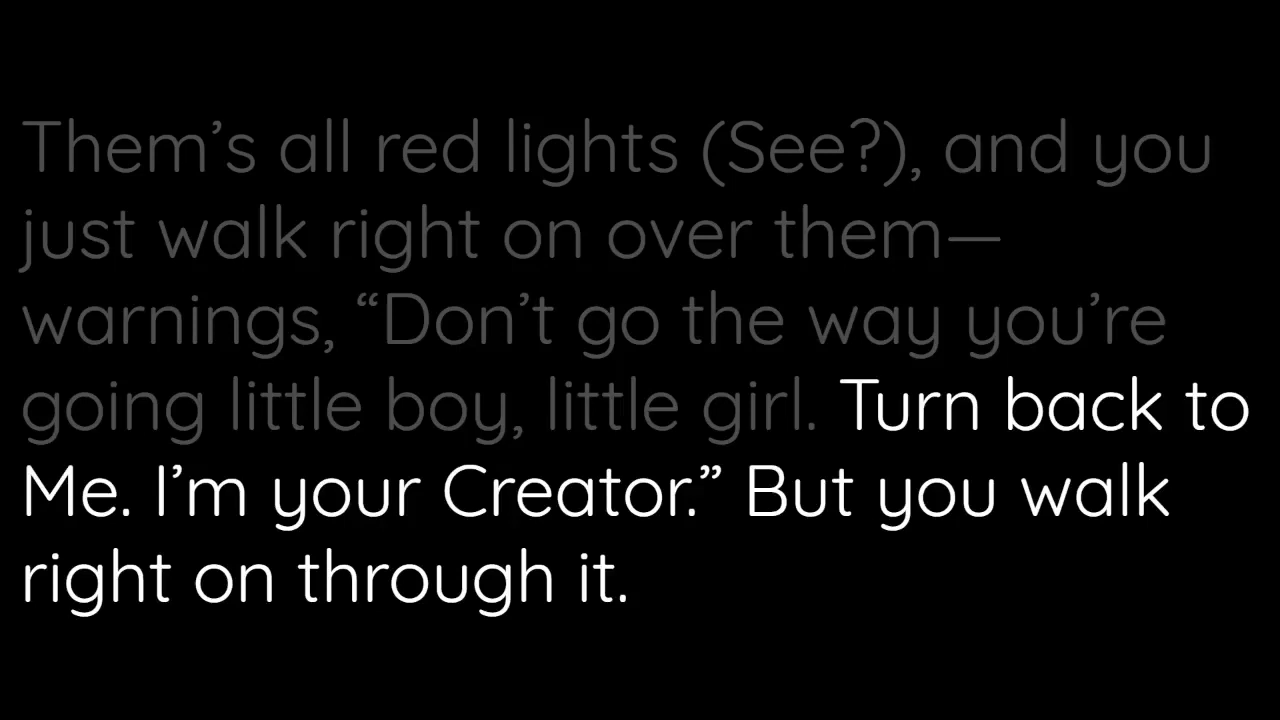 Them’s all red lights (See?), and you
just walk right on over them—
warnings, “Don’t go the way you’re
going little boy, little girl. Turn back to
Me. I’m your Creator.” But you walk
right on through it.